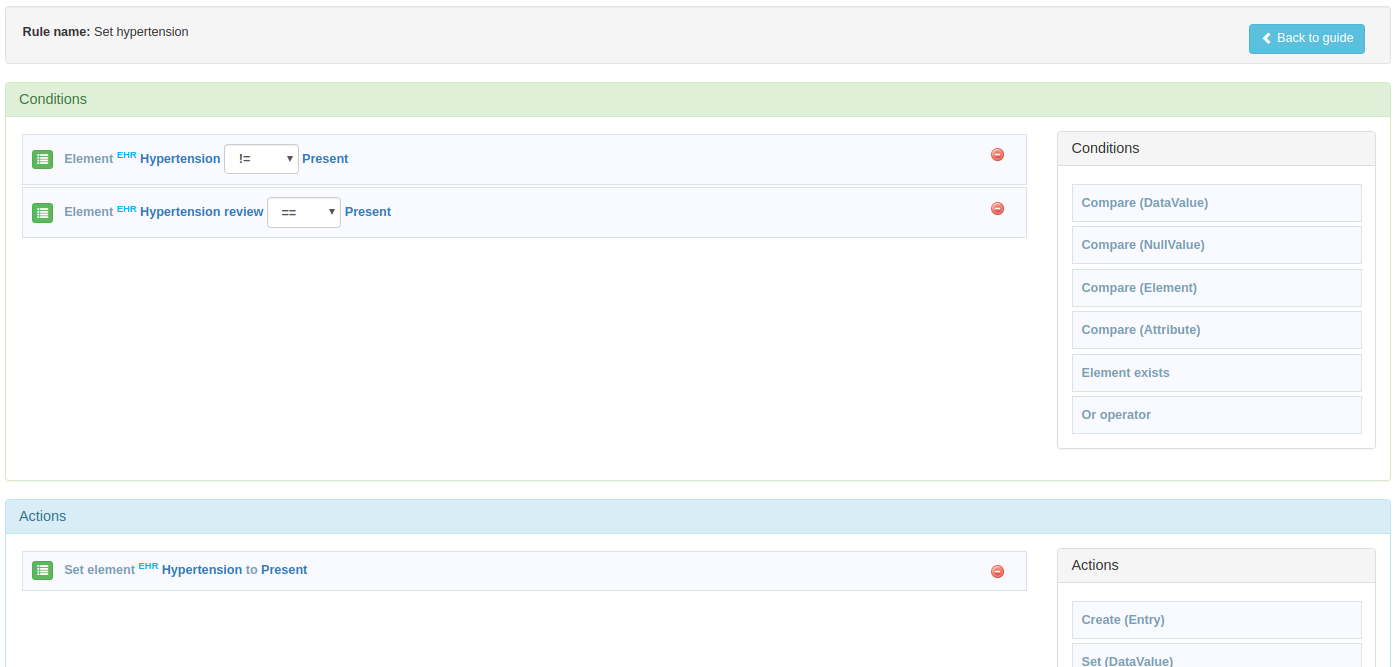 Rule name: Set hypertension
Back to guide
Conditions
Element EHR Hypertension != Present
Element EHR Hypertension review == Present
Conditions
Compare (DataValue)
Compare (NullValue)
Compare (Element)
Compare (Attribute)
Element exists
Or operator
Actions
Set element EHR Hypertension to Present
Actions
Create (Entry)
Set (DataValue)